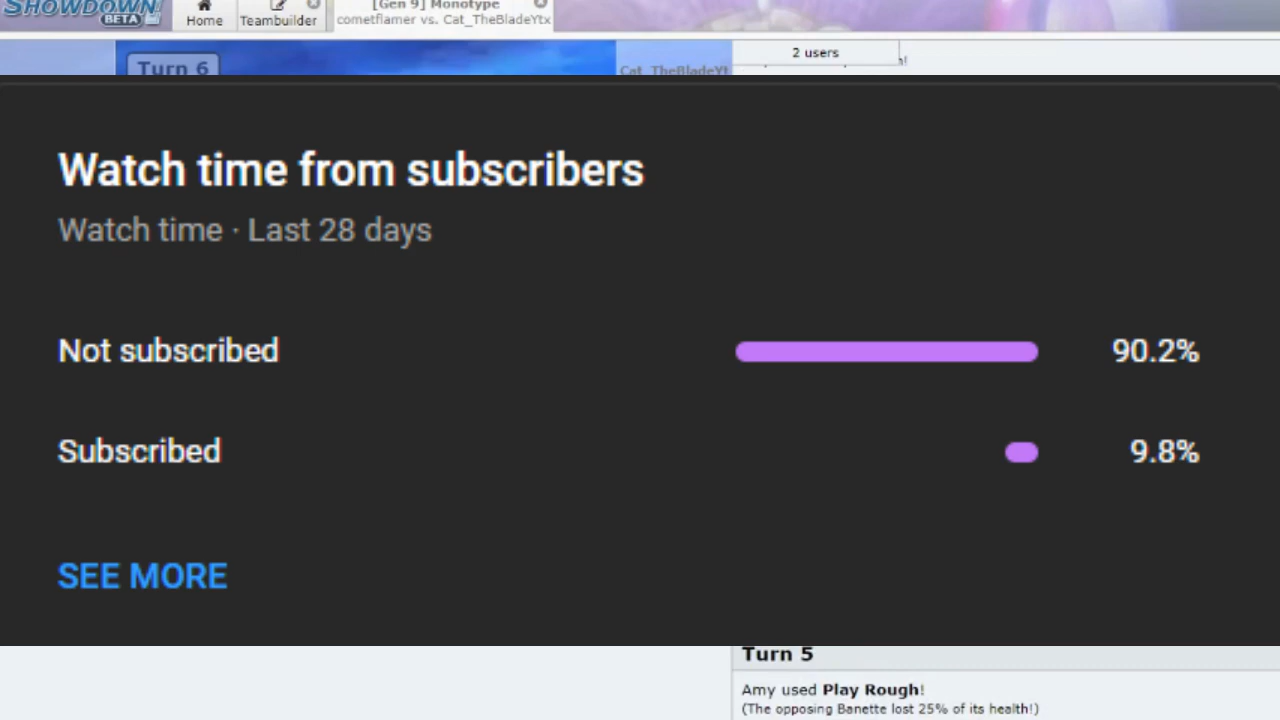 SHOWDOWN!
BETA
Home
Teambuilder
[Gen 9] Monotype
cometflamer vs. Cat_TheBladeYtx
Turn 6
Cat_TheBladeYt
2 users
Watch time from subscribers
Watch time · Last 28 days
Not subscribed 90.2%
Subscribed 9.8%
SEE MORE
Turn 5
Amy used Play Rough!
(The opposing Banette lost 25% of its health!)